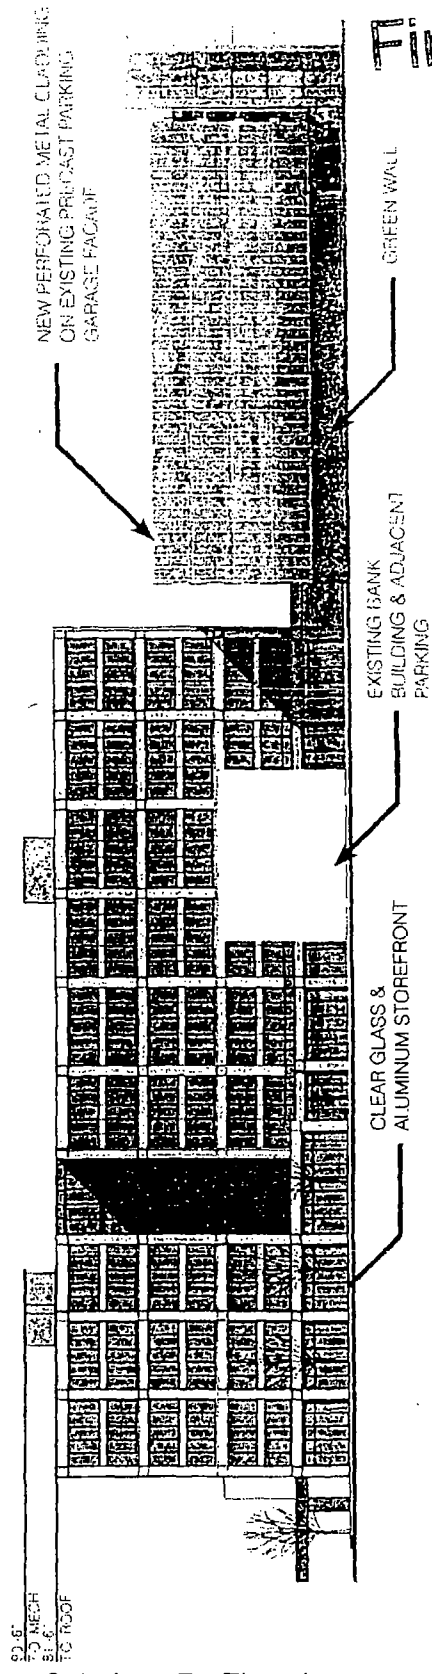 NEW PERFORATED METAL CLADDING
ON EXISTING PRECAST PARKING
GARAGE FACADE
GREEN WALL
EXISTING BANK
BUILDING & ADJACENT
PARKING
CLEAR GLASS &
ALUMINUM STOREFRONT
TO MECH
TO ROOF